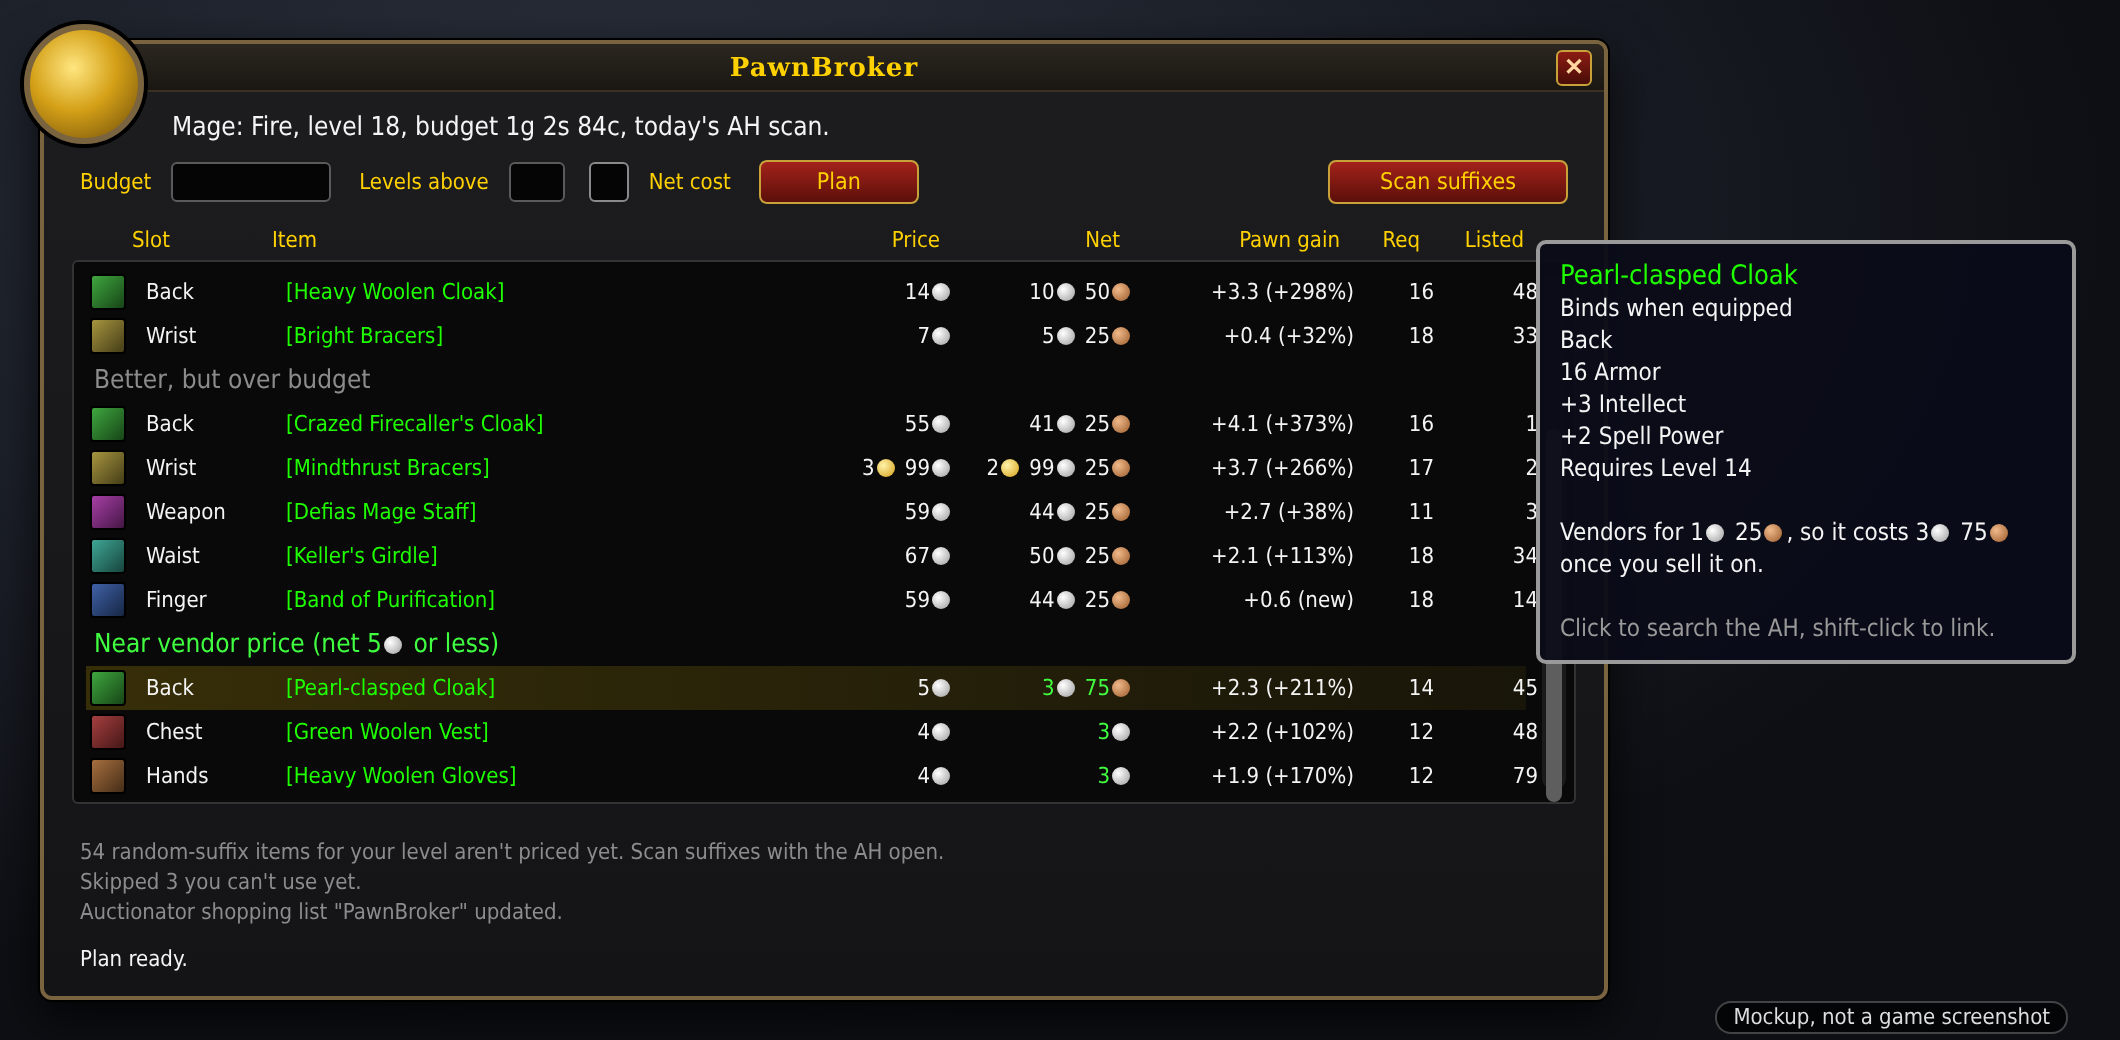 PawnBroker
Mage: Fire, level 18, budget 1g 2s 84c, today's AH scan.
Budget Levels above Net cost Plan Scan suffixes
Slot Item Price Net Pawn gain Req Listed
Back [Heavy Woolen Cloak] 14 10 50 +3.3 (+298%) 16 48
Wrist [Bright Bracers] 7 5 25 +0.4 (+32%) 18 33
Better, but over budget
Back [Crazed Firecaller's Cloak] 55 41 25 +4.1 (+373%) 16 1
Wrist [Mindthrust Bracers] 3 99 2 99 25 +3.7 (+266%) 17 2
Weapon [Defias Mage Staff] 59 44 25 +2.7 (+38%) 11 3
Waist [Keller's Girdle] 67 50 25 +2.1 (+113%) 18 34
Finger [Band of Purification] 59 44 25 +0.6 (new) 18 14
Near vendor price (net 5 or less)
Back [Pearl-clasped Cloak] 5 3 75 +2.3 (+211%) 14 45
Chest [Green Woolen Vest] 4 3 +2.2 (+102%) 12 48
Hands [Heavy Woolen Gloves] 4 3 +1.9 (+170%) 12 79
54 random-suffix items for your level aren't priced yet. Scan suffixes with the AH open.
Skipped 3 you can't use yet.
Auctionator shopping list "PawnBroker" updated.
Plan ready.
Pearl-clasped Cloak
Binds when equipped
Back
16 Armor
+3 Intellect
+2 Spell Power
Requires Level 14
Vendors for 1 25, so it costs 3 75
once you sell it on.
Click to search the AH, shift-click to link.
Mockup, not a game screenshot